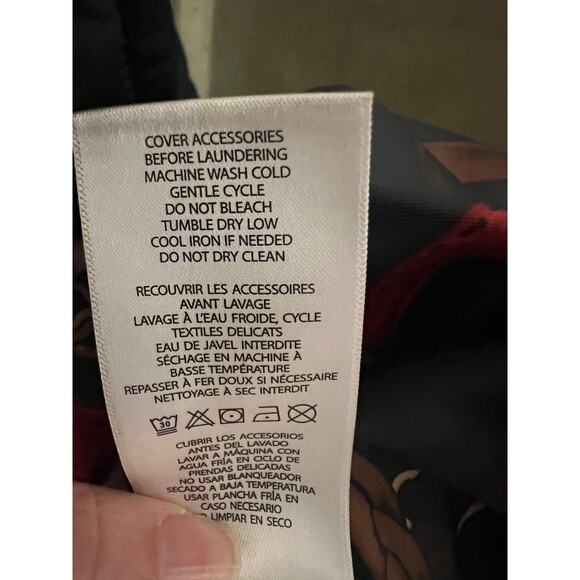 COVER ACCESSORIES
BEFORE LAUNDERING
MACHINE WASH COLD
GENTLE CYCLE
DO NOT BLEACH
TUMBLE DRY LOW
COOL IRON IF NEEDED
DO NOT DRY CLEAN
RECOUVRIR LES ACCESSOIRES
AVANT LAVAGE
LAVAGE À L'EAU FROIDE, CYCLE
TEXTILES DELICATS
EAU DE JAVEL INTERDITE
SÉCHAGE EN MACHINE À
BASSE TEMPÉRATURE
REPASSER À FER DOUX SI NÉCESSAIRE
NETTOYAGE À SEC INTERDIT
30
CUBRIR LOS ACCESORIOS
ANTES DEL LAVADO
LAVAR A MÁQUINA CON
AGUA FRÍA EN CICLO DE
PRENDAS DELICADAS
NO USAR BLANQUEADOR
SECADO A BAJA TEMPERATURA
USAR PLANCHA FRÍA EN
CASO NECESARIO
EN SECO